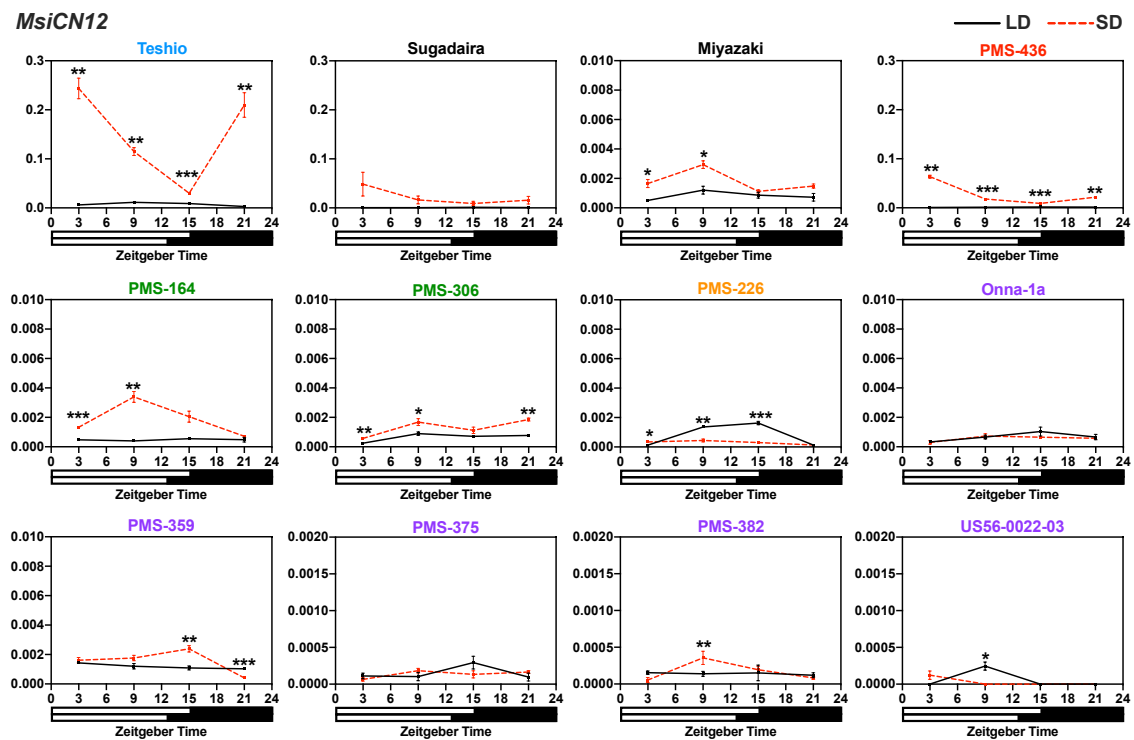 MsiCN12
LD SD
Teshio Sugadaira Miyazaki PMS-436
0.3 0.3 0.010 0.3
** ** ** ***
* *
** *** *** **
0.2 0.2 0.008 0.2
0.006
0.1 0.1 0.004 0.1
0.002
0.0 0.0 0.000 0.0
0 3 6 9 12 15 18 21 24 0 3 6 9 12 15 18 21 24 0 3 6 9 12 15 18 21 24 0 3 6 9 12 15 18 21 24
Zeitgeber Time Zeitgeber Time Zeitgeber Time Zeitgeber Time
PMS-164 PMS-306 PMS-226 Onna-1a
0.010 0.010 0.010 0.010
0.008 0.008 0.008 0.008
0.006 0.006 0.006 0.006
0.004 0.004 0.004 0.004
*** ** ** * ** * ** ***
0.002 0.002 0.002 0.002
0.000 0.000 0.000 0.000
0 3 6 9 12 15 18 21 24 0 3 6 9 12 15 18 21 24 0 3 6 9 12 15 18 21 24 0 3 6 9 12 15 18 21 24
Zeitgeber Time Zeitgeber Time Zeitgeber Time Zeitgeber Time
PMS-359 PMS-375 PMS-382 US56-0022-03
0.010 0.0020 0.0020 0.0020
0.008 0.0015 0.0015 0.0015
0.006
0.004 0.0010 0.0010 0.0010
** *** ** *
0.002 0.0005 0.0005 0.0005
0.000 0.0000 0.0000 0.0000
0 3 6 9 12 15 18 21 24 0 3 6 9 12 15 18 21 24 0 3 6 9 12 15 18 21 24 0 3 6 9 12 15 18 21 24
Zeitgeber Time Zeitgeber Time Zeitgeber Time Zeitgeber Time